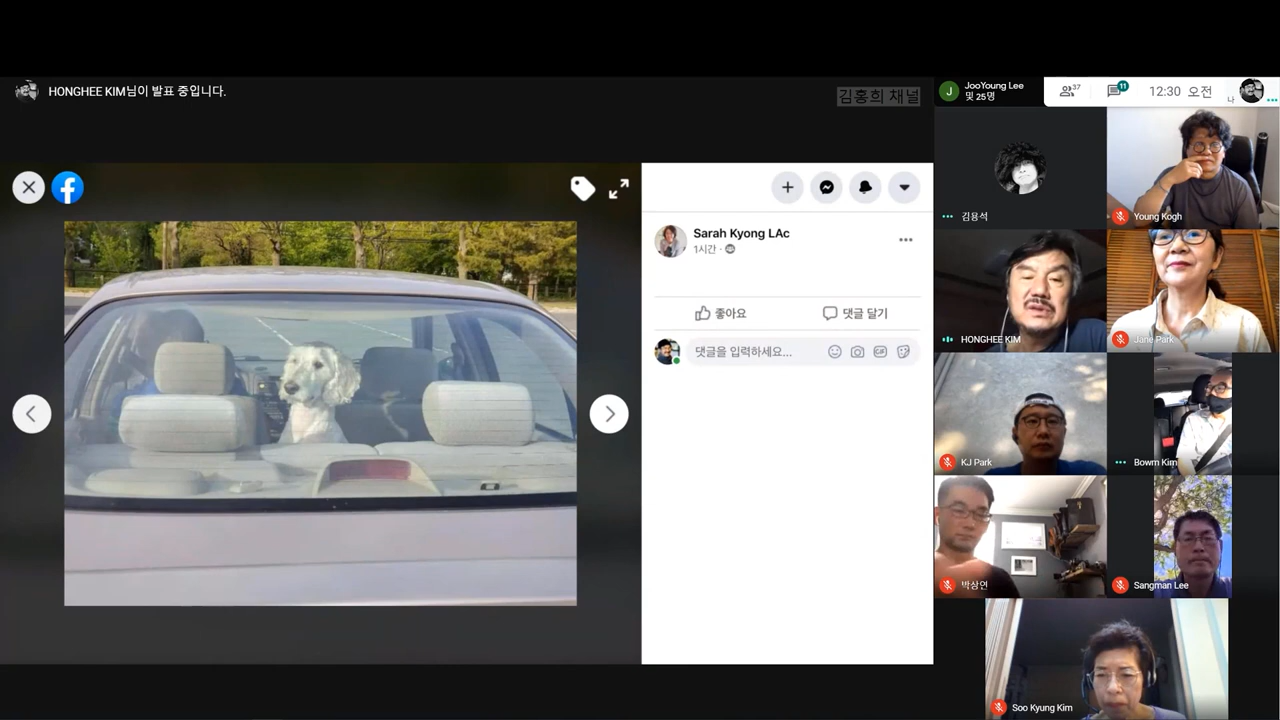 HONGHEE KIM님이 발표 중입니다.
김홍희 채널
J
JooYoung Lee
및 25명
37
11
12:30 오전
나
김용석
Young Kogh
HONGHEE KIM
Jane Park
KJ Park
Bowm Kim
박상연
Sangman Lee
Soo Kyung Kim
Sarah Kyong LAc
1시간 ·
좋아요
댓글 달기
댓글을 입력하세요...
GIF